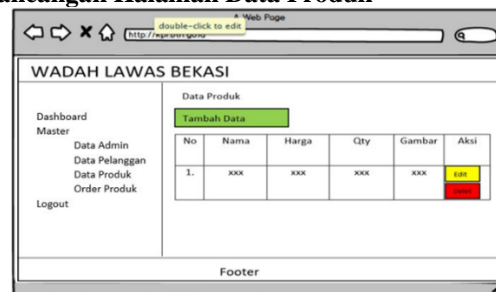 ancangan Halaman Data Produk
A Web Page
double-click to edit
http://
WADAH LAWAS BEKASI
Data Produk
Tambah Data
Dashboard
Master
Data Admin
Data Pelanggan
Data Produk
Order Produk
Logout
No Nama Harga Qty Gambar Aksi
1. xxx xxx xxx xxx Edit
Footer